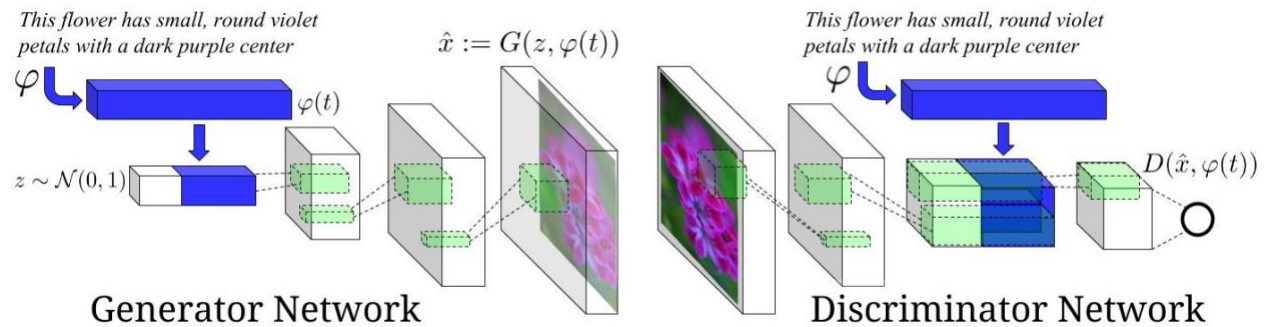 This flower has small, round violet
petals with a dark purple center
φ
φ(t)
z ∼ 𝒩(0, 1)
x̂ := G(z, φ(t))
Generator Network
This flower has small, round violet
petals with a dark purple center
φ
D(x̂, φ(t))
Discriminator Network